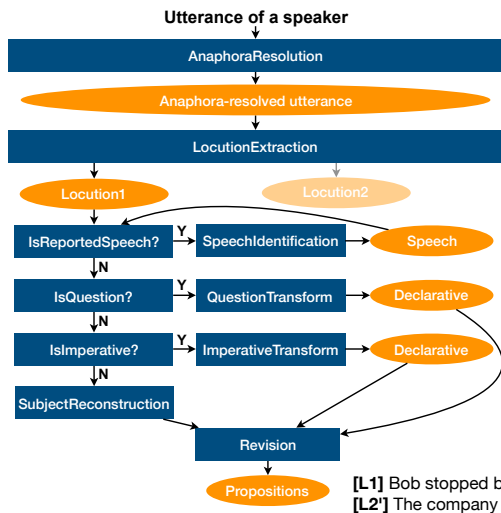 Utterance of a speaker
AnaphoraResolution
Anaphora-resolved utterance
LocutionExtraction
Locution1
Locution2
IsReportedSpeech?
Y
SpeechIdentification
Speech
N
IsQuestion?
Y
QuestionTransform
Declarative
N
IsImperative?
Y
ImperativeTransform
Declarative
N
SubjectReconstruction
Revision
Propositions
[L1] Bob stopped b
[L2'] The company